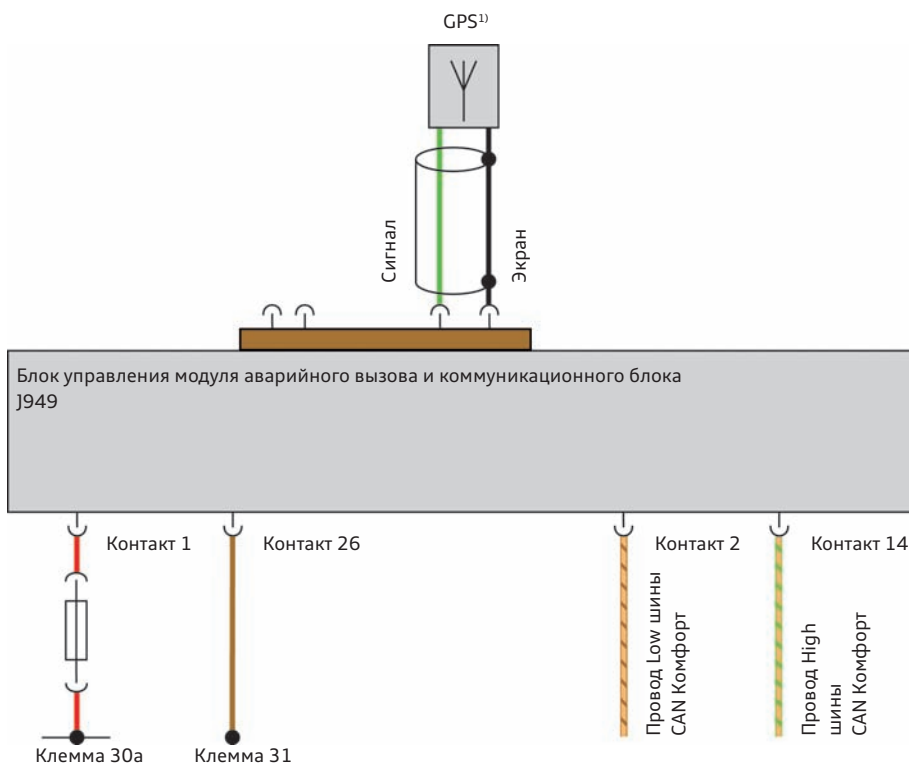 GPS¹⁾
Сигнал
Экран
Блок управления модуля аварийного вызова и коммуникационного блока
J949
Контакт 1
Контакт 26
Контакт 2
Контакт 14
Провод Low шины
CAN Комфорт
Провод High
шины
CAN Комфорт
Клемма 30a
Клемма 31